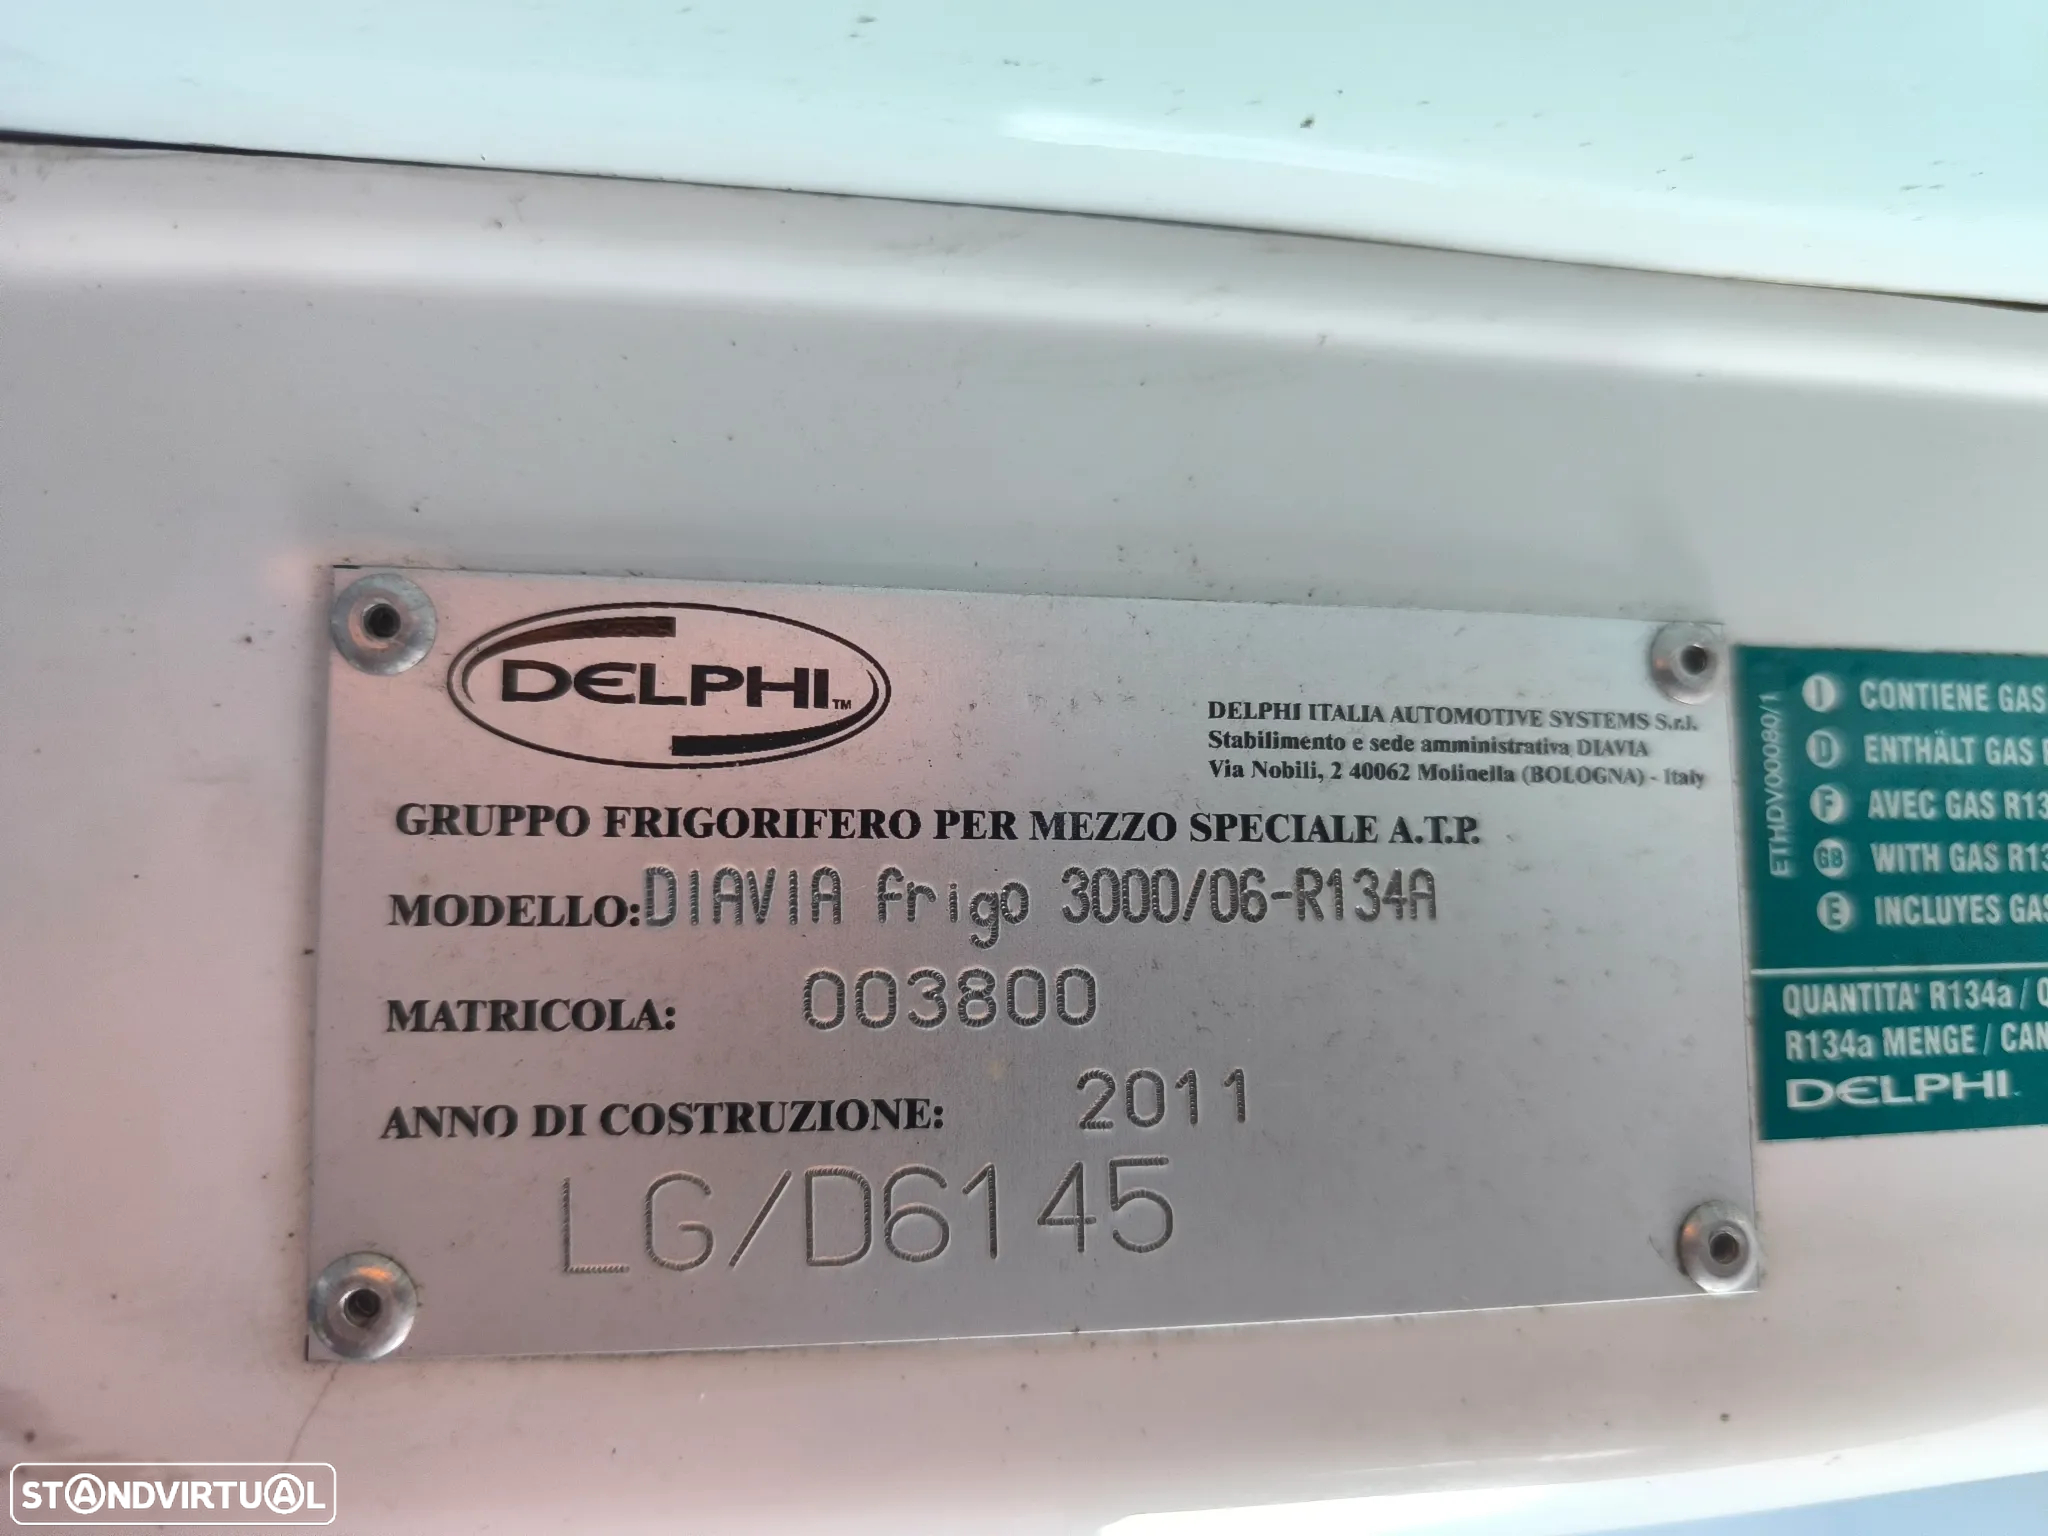 DELPHI™
DELPHI ITALIA AUTOMOTIVE SYSTEMS S.r.l.
Stabilimento e sede amministrativa DIAVIA
Via Nobili, 2 40062 Molinella (BOLOGNA) - Italy
GRUPPO FRIGORIFERO PER MEZZO SPECIALE A.T.P.
MODELLO: DIAVIA Frigo 3000/06-R134A
MATRICOLA: 003800
ANNO DI COSTRUZIONE: 2011
LG/D6145
ETHDV00080/1
I CONTIENE GAS
D ENTHÄLT GAS
F AVEC GAS R13
GB WITH GAS R13
E INCLUYES GAS
QUANTITA' R134a /
R134a MENGE / CAN
DELPHI
STANDVIRTUAL